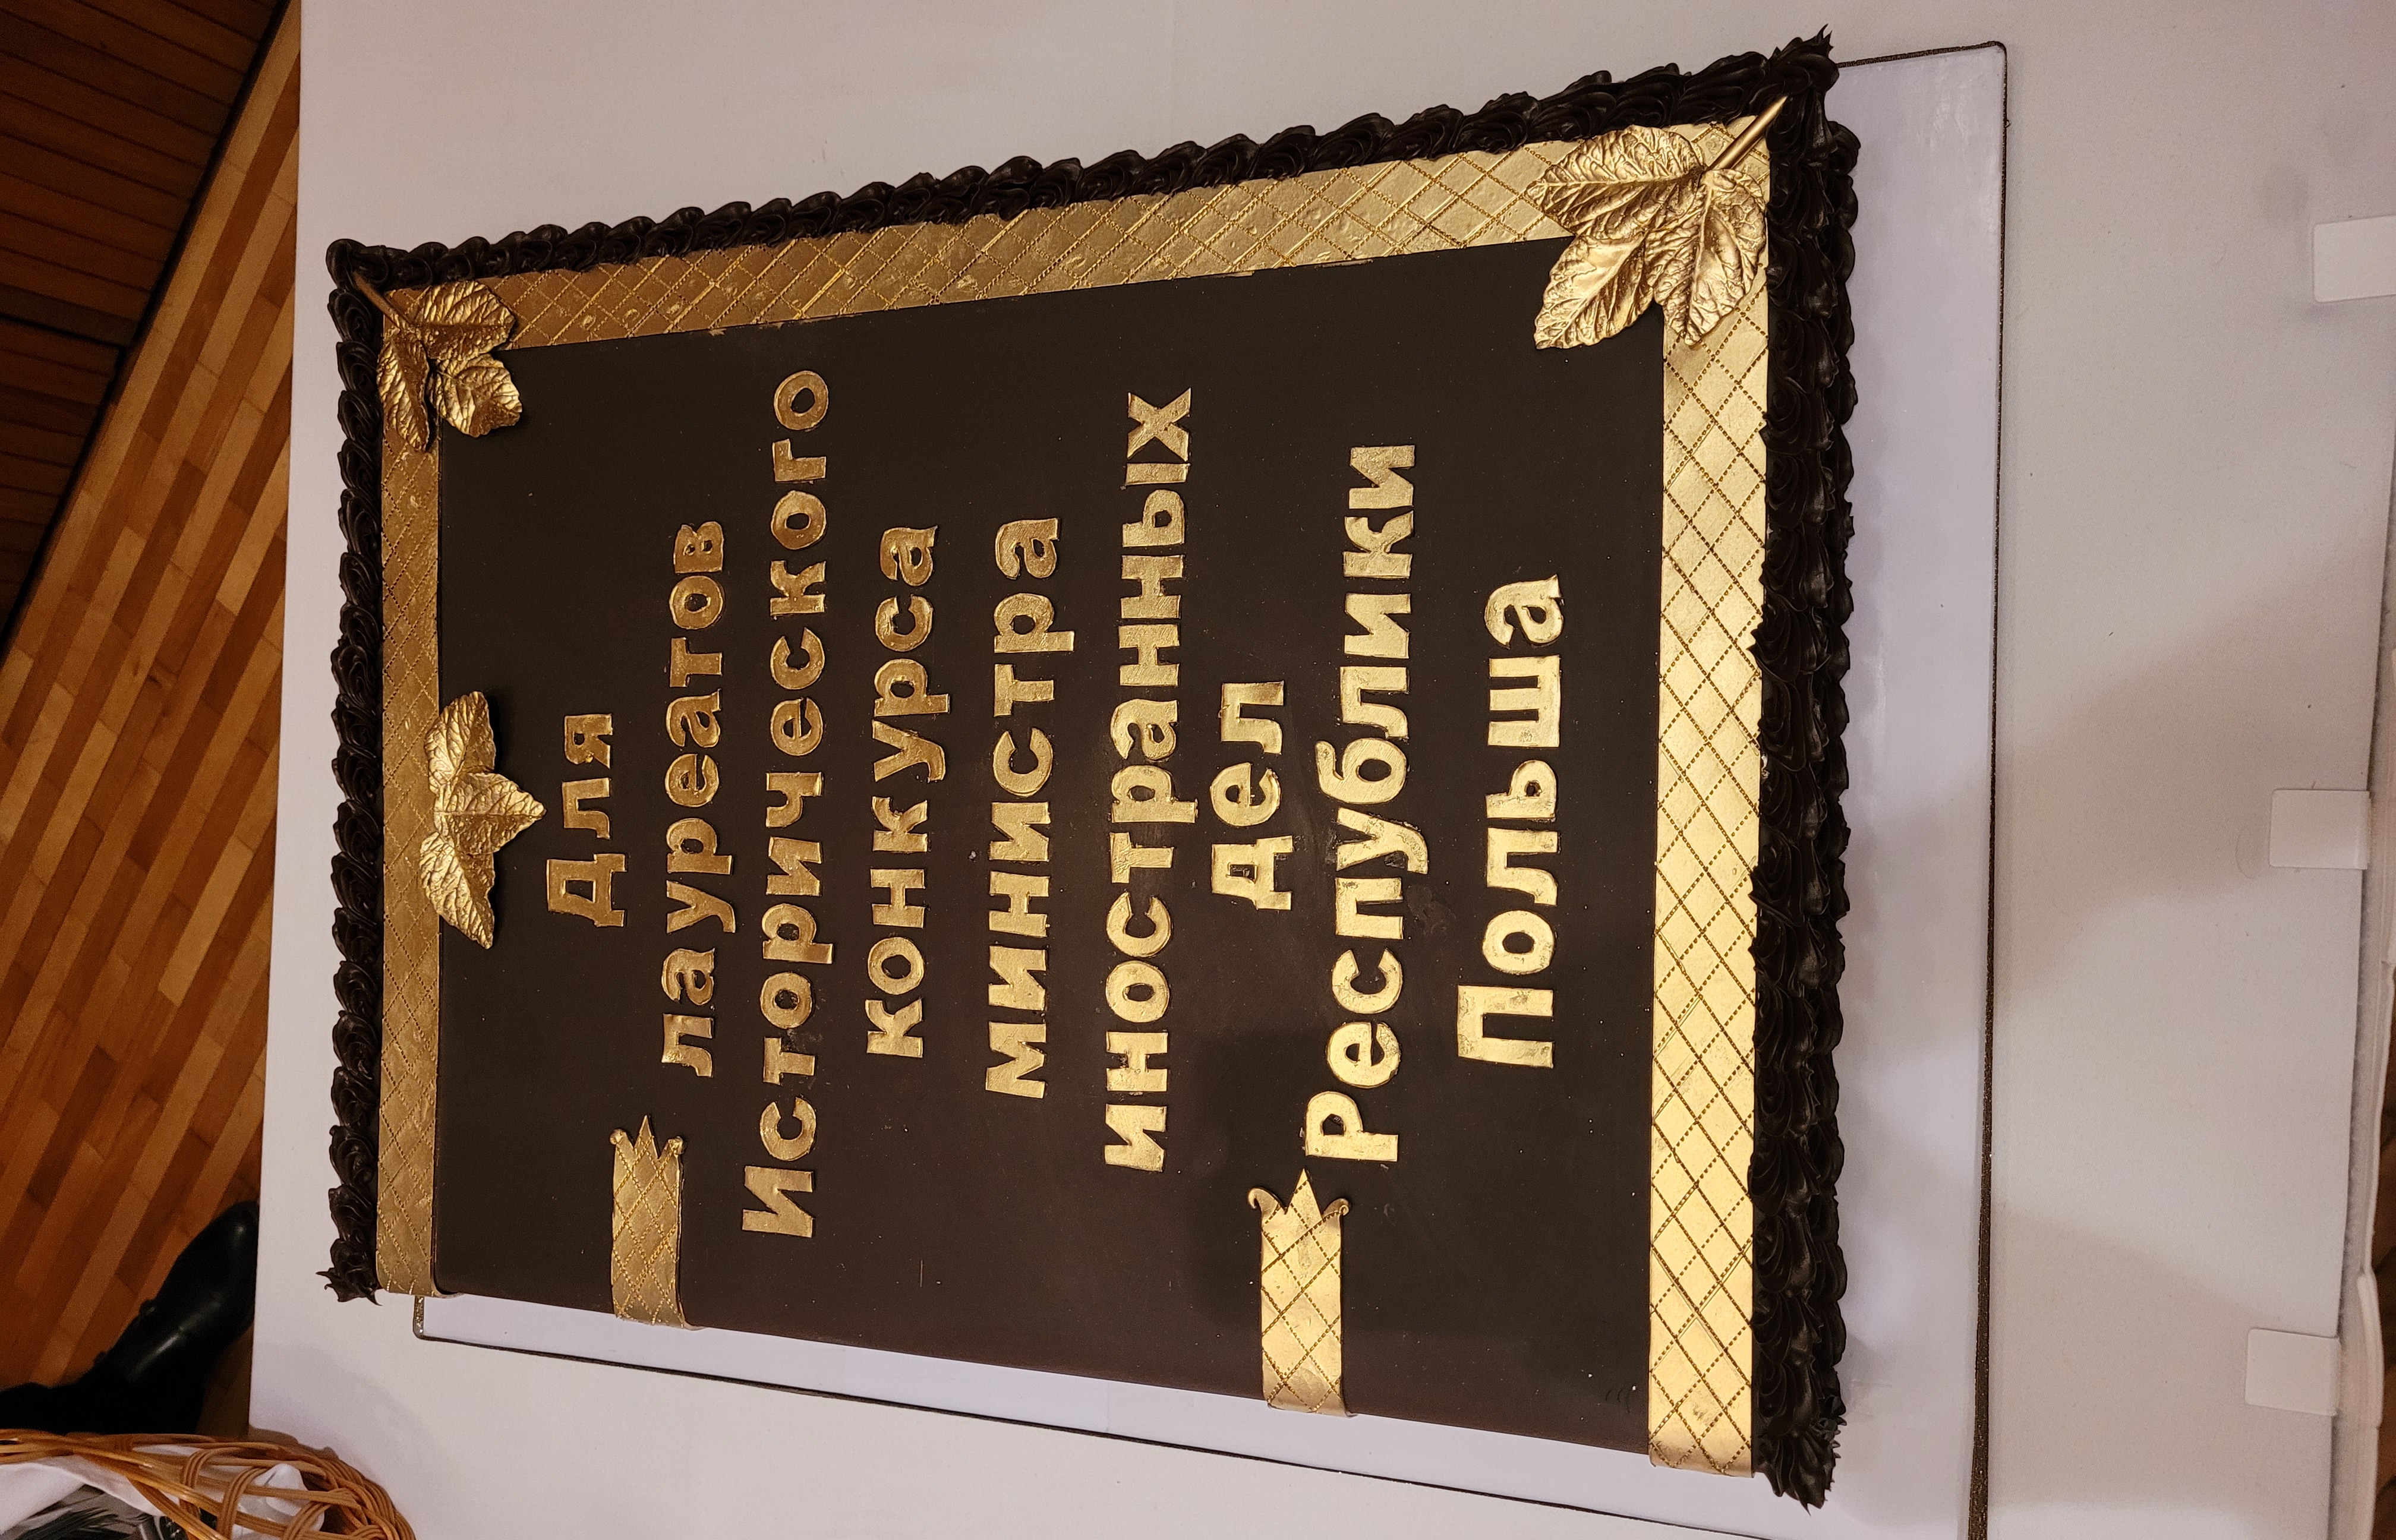 Для
лауреатов
Исторического
конкурса
министра
иностранных
дел
Республики
Польша